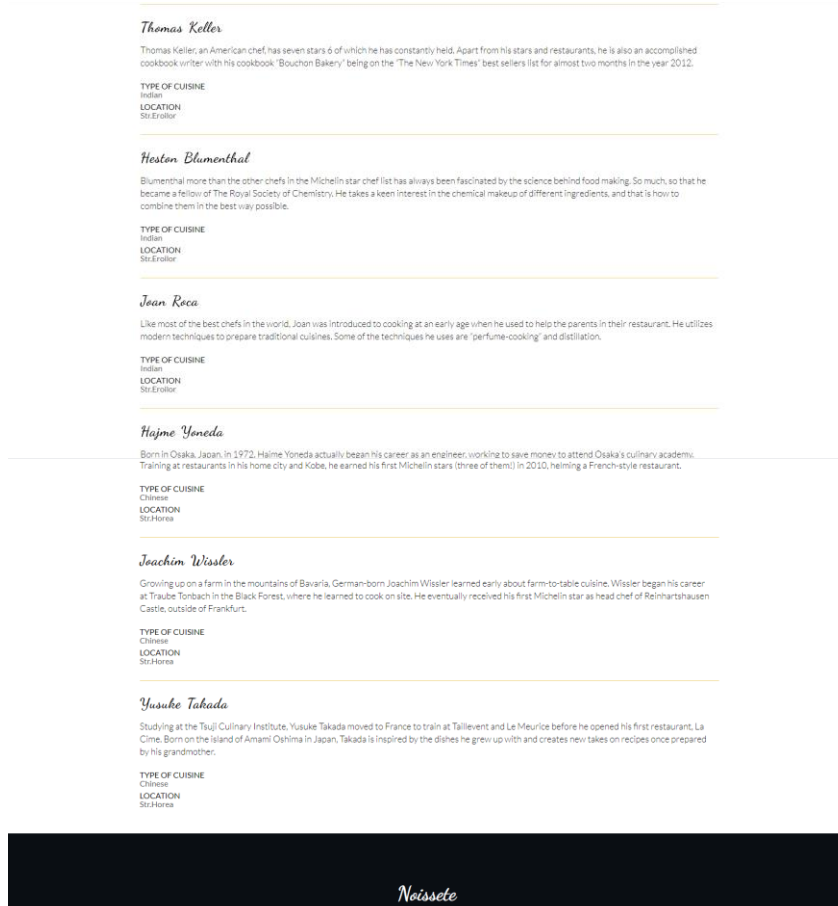 Thomas Keller
Thomas Keller, an American chef, has seven stars 6 of which he has constantly held. Apart from his stars and restaurants, he is also an accomplished
cookbook writer with his cookbook "Bouchon Bakery" being on the "The New York Times" best sellers list for almost two months in the year 2012.
TYPE OF CUISINE
Indian
LOCATION
Str.Erollor
Heston Blumenthal
Blumenthal more than the other chefs in the Michelin star chef list has always been fascinated by the science behind food making. So much, so that he
became a fellow of The Royal Society of Chemistry. He takes a keen interest in the chemical makeup of different ingredients, and that is how to
combine them in the best way possible.
TYPE OF CUISINE
Indian
LOCATION
Str.Erollor
Joan Roca
Like most of the best chefs in the world, Joan was introduced to cooking at an early age when he used to help the parents in their restaurant. He utilizes
modern techniques to prepare traditional cuisines. Some of the techniques he uses are "perfume-cooking" and distillation.
TYPE OF CUISINE
Indian
LOCATION
Str.Erollor
Hajme Yoneda
Born in Osaka, Japan, in 1972, Haime Yoneda actually began his career as an engineer, working to save money to attend Osaka's culinary academy.
Training at restaurants in his home city and Kobe, he earned his first Michelin stars (three of them!) in 2010, helming a French-style restaurant.
TYPE OF CUISINE
Chinese
LOCATION
Str.Horea
Joachim Wissler
Growing up on a farm in the mountains of Bavaria, German-born Joachim Wissler learned early about farm-to-table cuisine. Wissler began his career
at Traube Tonbach in the Black Forest, where he learned to cook on site. He eventually received his first Michelin star as head chef of Reinhartshausen
Castle, outside of Frankfurt.
TYPE OF CUISINE
Chinese
LOCATION
Str.Horea
Yusuke Takada
Studying at the Tsuji Culinary Institute, Yusuke Takada moved to France to train at Taillevent and Le Meurice before he opened his first restaurant, La
Cime. Born on the island of Amami Oshima in Japan, Takada is inspired by the dishes he grew up with and creates new takes on recipes once prepared
by his grandmother.
TYPE OF CUISINE
Chinese
LOCATION
Str.Horea
Noissete